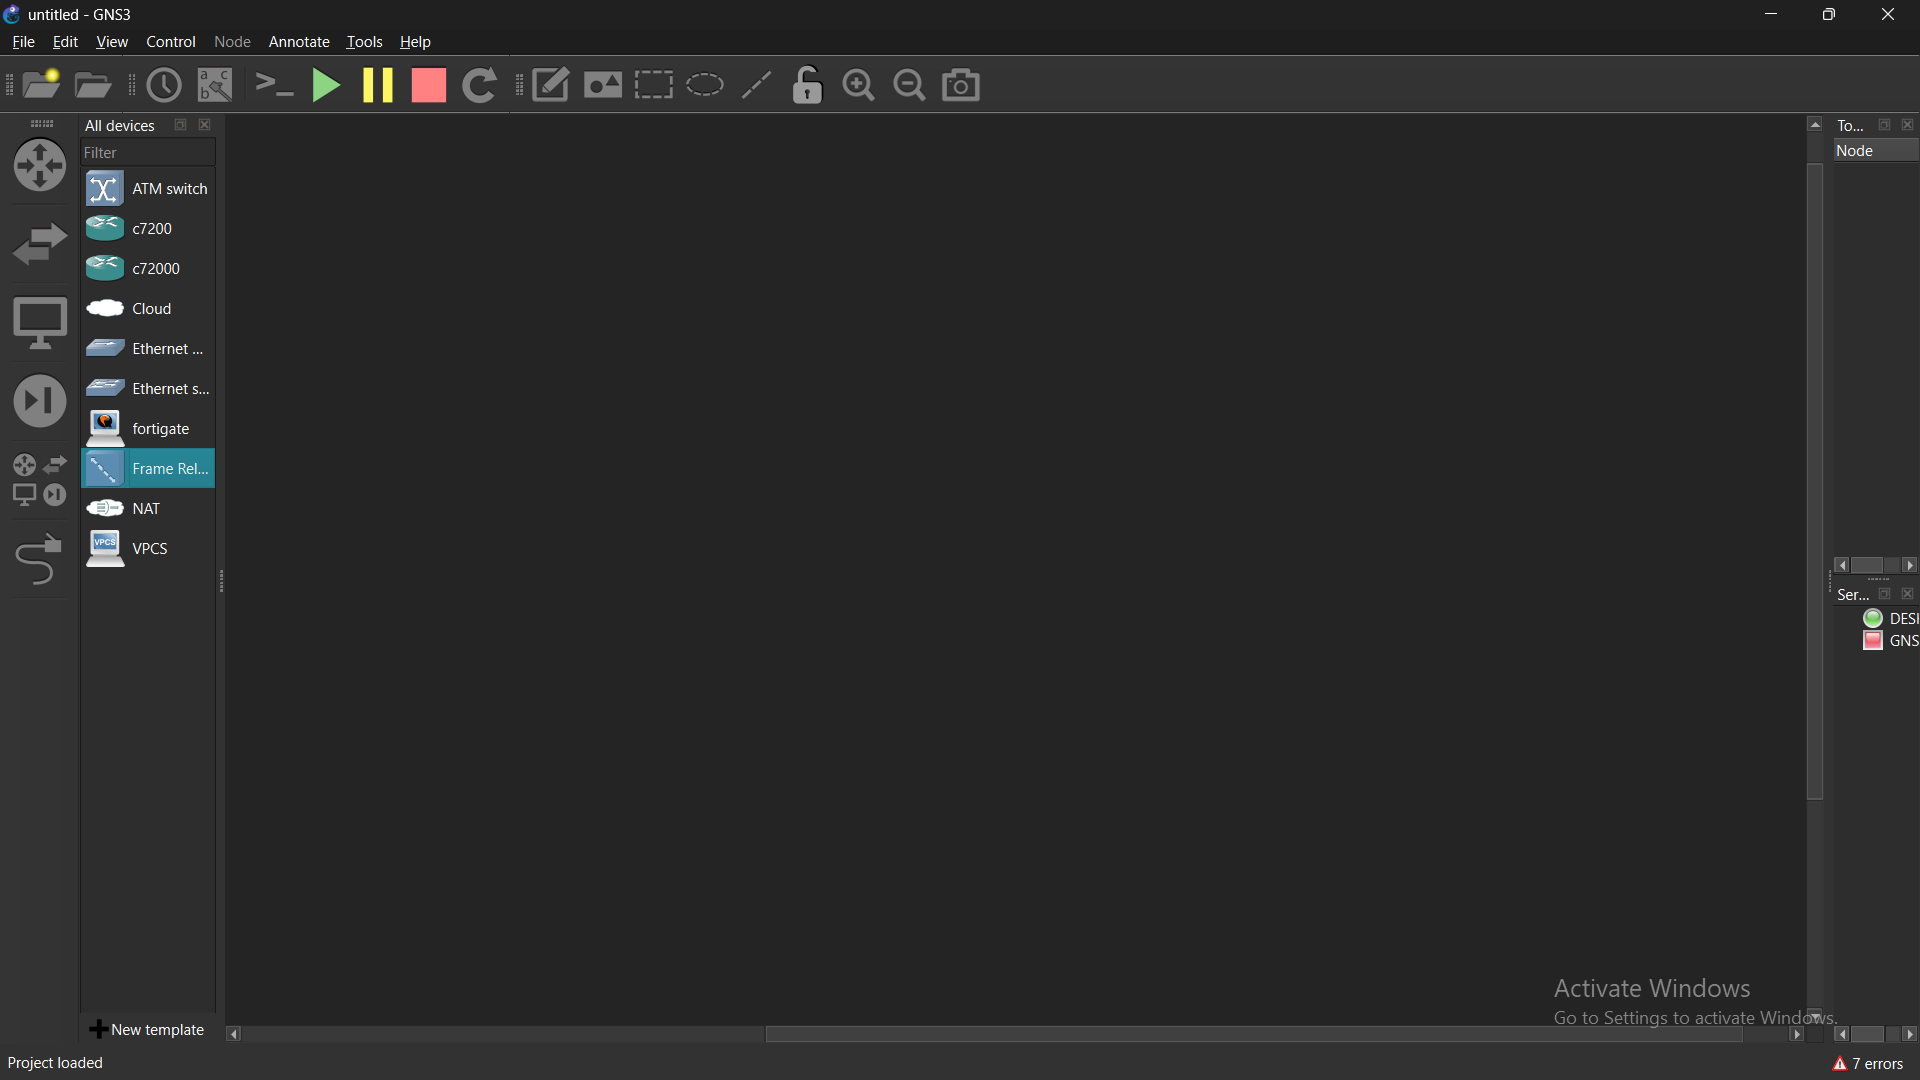 untitled - GNS3
File Edit View Control Node Annotate Tools Help
a c
b
All devices
To...
Filter
Node
ATM switch
c7200
c72000
Cloud
Ethernet ...
Ethernet s...
fortigate
Frame Rel...
NAT
VPCS
VPCS
Ser...
DESI
GNS
Activate Windows
Go to Settings to activate Windows.
New template
Project loaded
7 errors